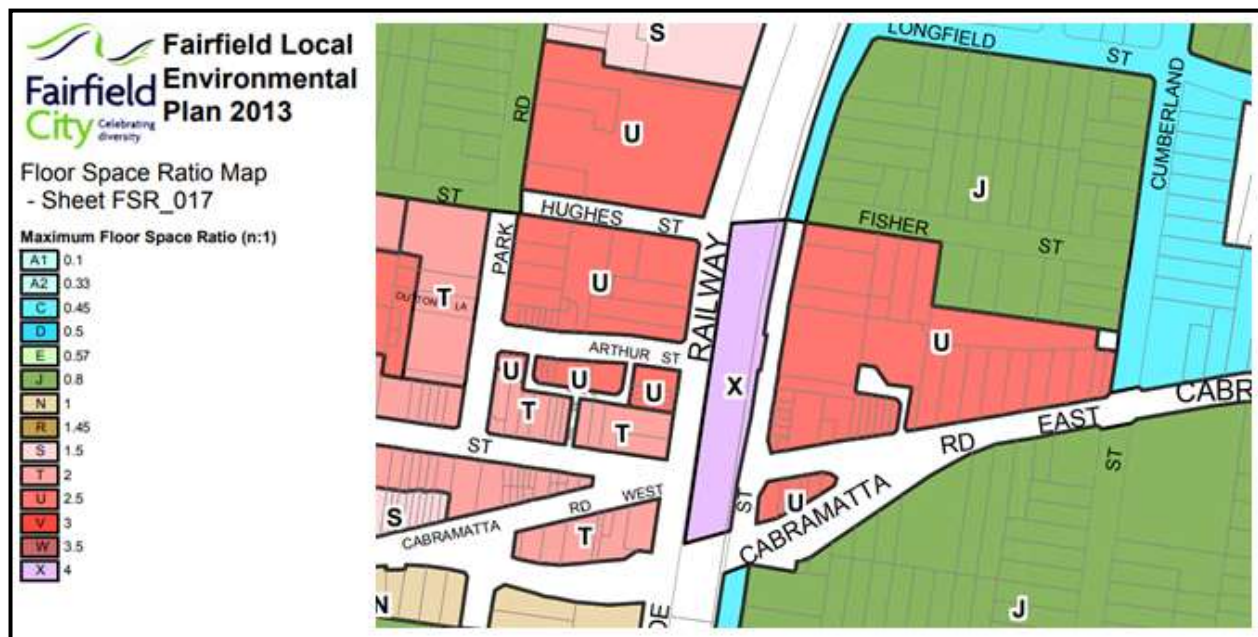 Fairfield
City Celebrating
diversity
Fairfield Local
Environmental
Plan 2013
Floor Space Ratio Map
- Sheet FSR_017
Maximum Floor Space Ratio (n:1)
A1 0.1
A2 0.33
C 0.45
D 0.5
E 0.57
J 0.8
N 1
R 1.45
S 1.5
T 2
U 2.5
V 3
W 3.5
X 4
S
LONGFIELD ST
CUMBERLAND
RD
U
J
ST
HUGHES ST
FISHER ST
PARK
RAILWAY
U
T
DUTTON LA
U
ARTHUR ST
U
U
U
X
T
T
ST
CABR
RD EAST
CABRAMATTA
ST
ST
U
WEST
RD
CABRAMATTA
S
T
N
DE
J